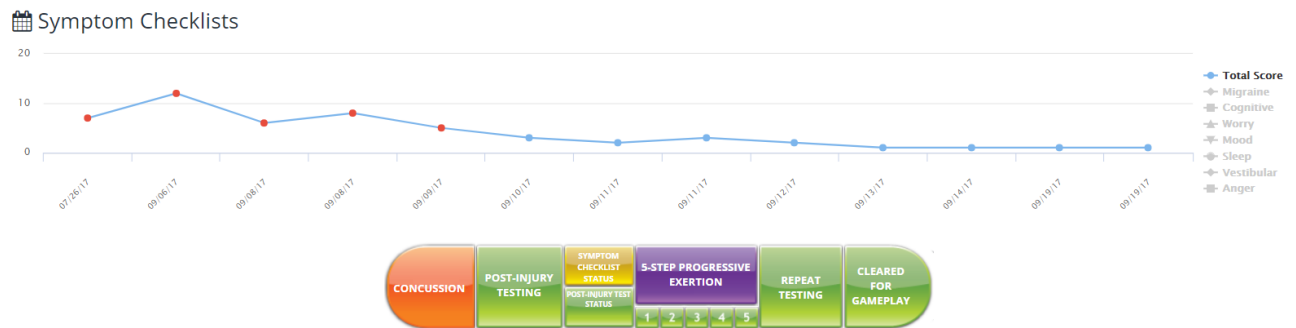 Symptom Checklists
20
10
0
07/26/17
09/06/17
09/08/17
09/08/17
09/09/17
09/10/17
09/11/17
09/11/17
09/12/17
09/13/17
09/14/17
09/19/17
09/19/17
Total Score
Migraine
Cognitive
Worry
Mood
Sleep
Vestibular
Anger
CONCUSSION
POST-INJURY
TESTING
SYMPTOM
CHECKLIST
STATUS
POST-INJURY TEST
STATUS
5-STEP PROGRESSIVE
EXERTION
1 2 3 4 5
REPEAT
TESTING
CLEARED
FOR
GAMEPLAY